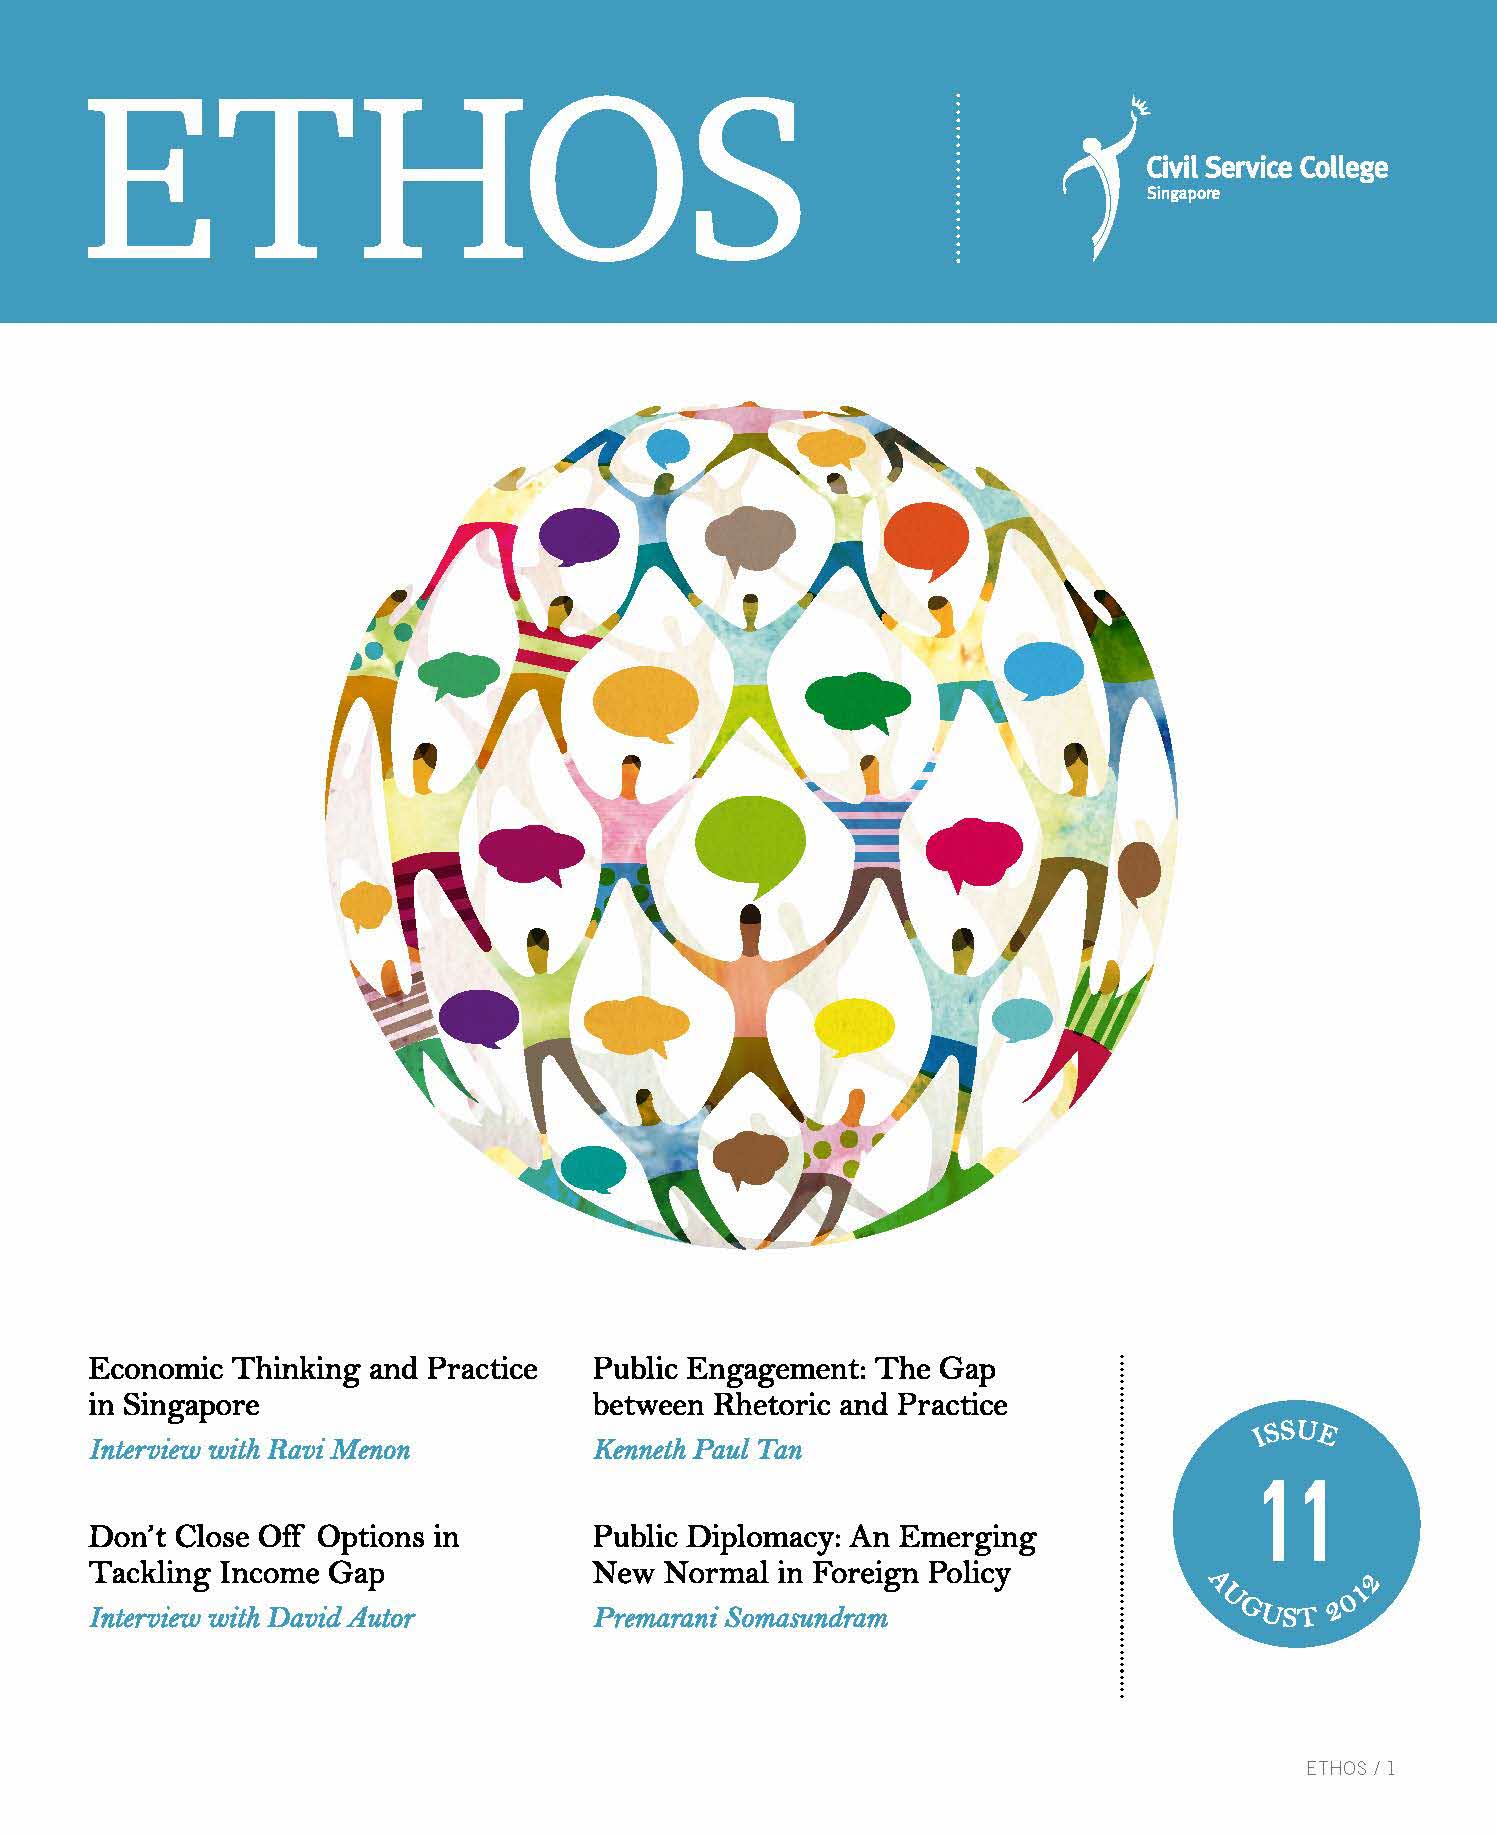 ETHOS
Civil Service College
Singapore
Economic Thinking and Practice
in Singapore
Interview with Ravi Menon
Don't Close Off Options in
Tackling Income Gap
Interview with David Autor
Public Engagement: The Gap
between Rhetoric and Practice
Kenneth Paul Tan
Public Diplomacy: An Emerging
New Normal in Foreign Policy
Premarani Somasundram
ISSUE
11
AUGUST 2012
ETHOS / 1